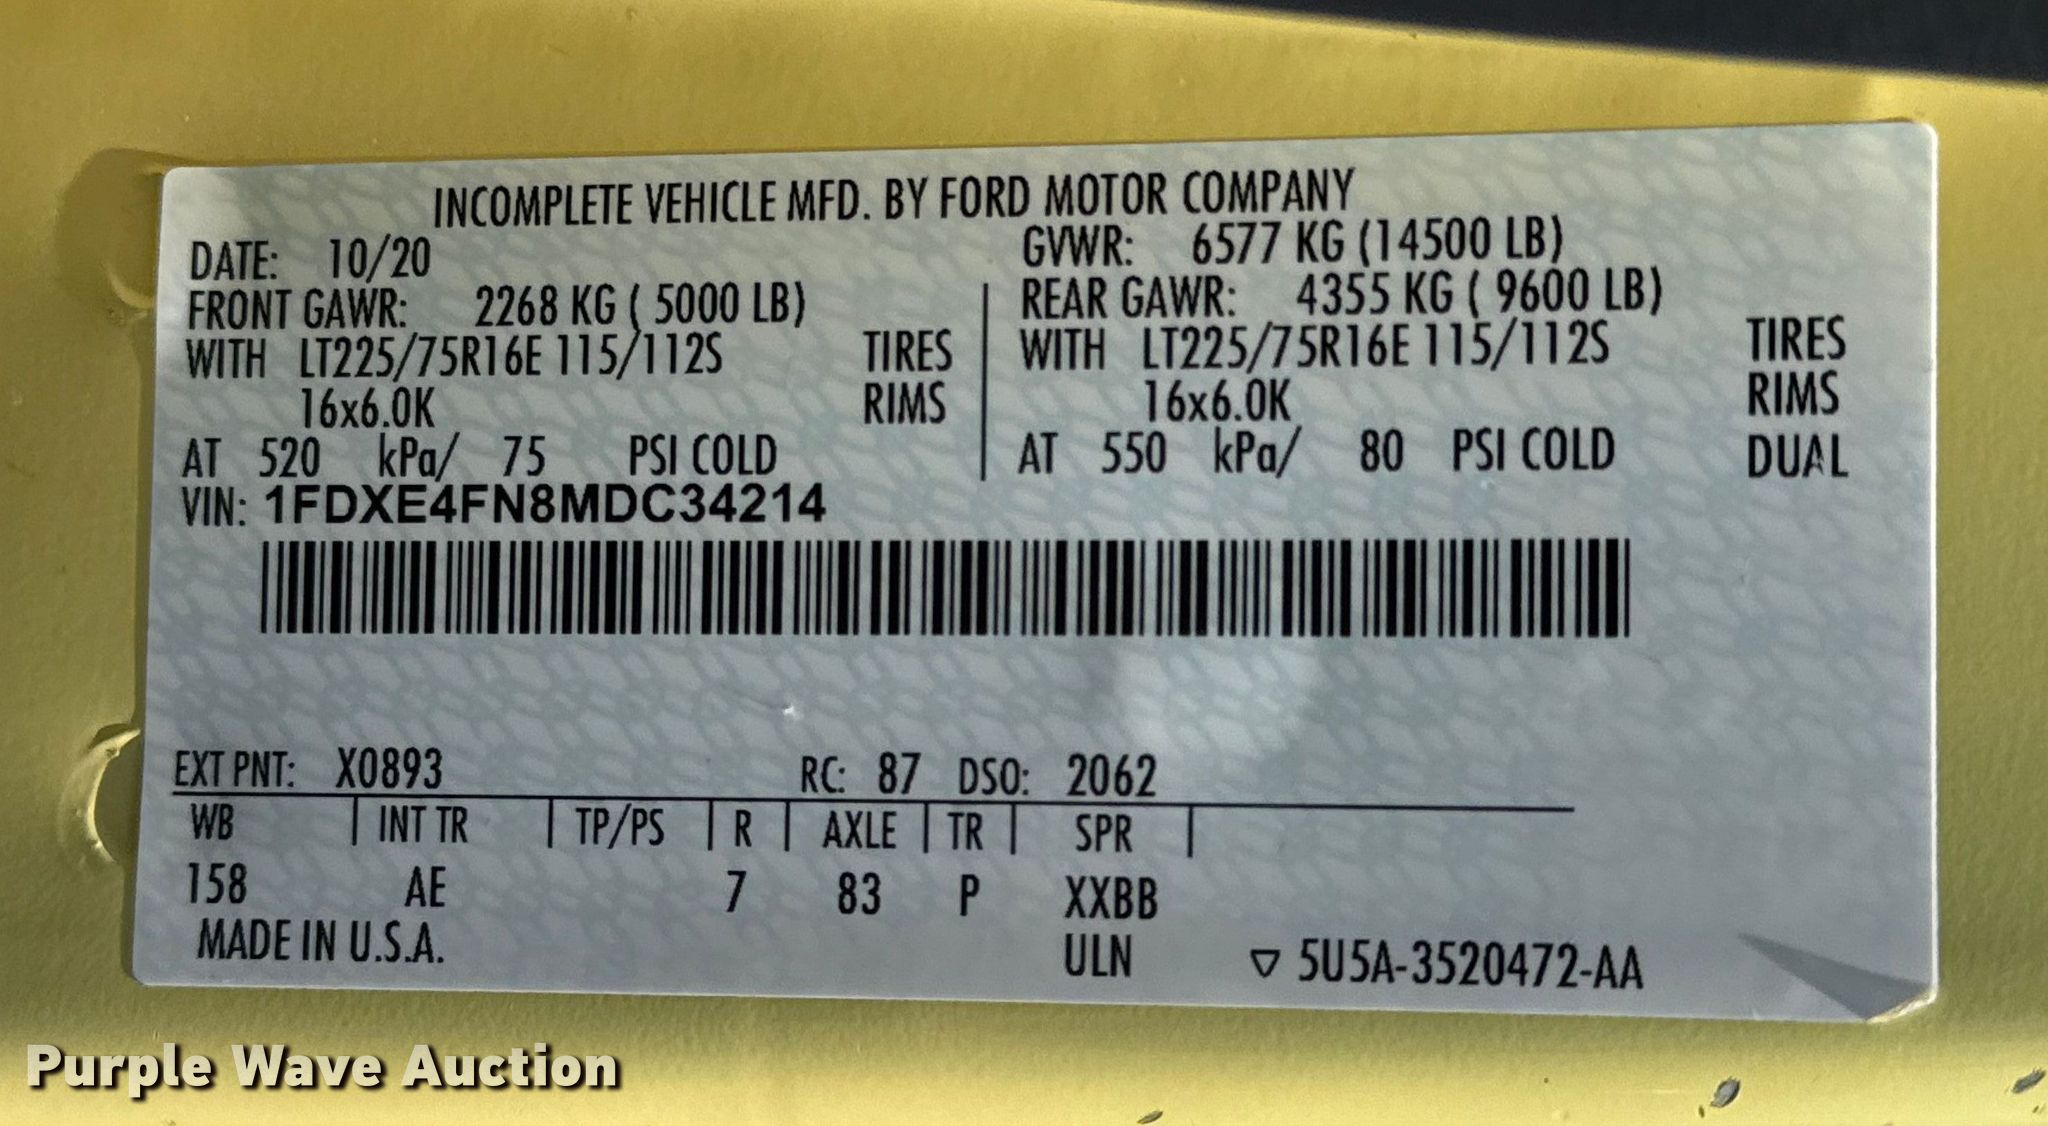 INCOMPLETE VEHICLE MFD. BY FORD MOTOR COMPANY
DATE: 10/20 GVWR: 6577 KG (14500 LB)
FRONT GAWR: 2268 KG ( 5000 LB) REAR GAWR: 4355 KG ( 9600 LB)
WITH LT225/75R16E 115/112S TIRES WITH LT225/75R16E 115/112S TIRES
16x6.0K RIMS 16x6.0K RIMS
AT 520 kPa/ 75 PSI COLD AT 550 kPa/ 80 PSI COLD DUAL
VIN: 1FDXE4FN8MDC34214
EXT PNT: X0893 RC: 87 DSO: 2062
WB INT TR TP/PS R AXLE TR SPR
158 AE 7 83 P XXBB
MADE IN U.S.A. ULN ▽ 5U5A-3520472-AA
Purple Wave Auction